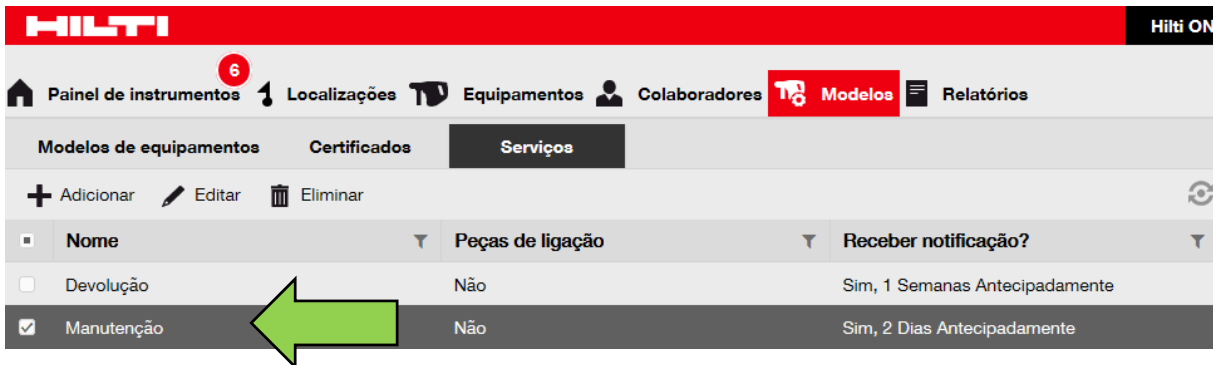 HILTI
Hilti ON
6
Painel de instrumentos Localizações Equipamentos Colaboradores Modelos Relatórios
Modelos de equipamentos Certificados Serviços
Adicionar Editar Eliminar
Nome Peças de ligação Receber notificação?
Devolução Não Sim, 1 Semanas Antecipadamente
Manutenção Não Sim, 2 Dias Antecipadamente